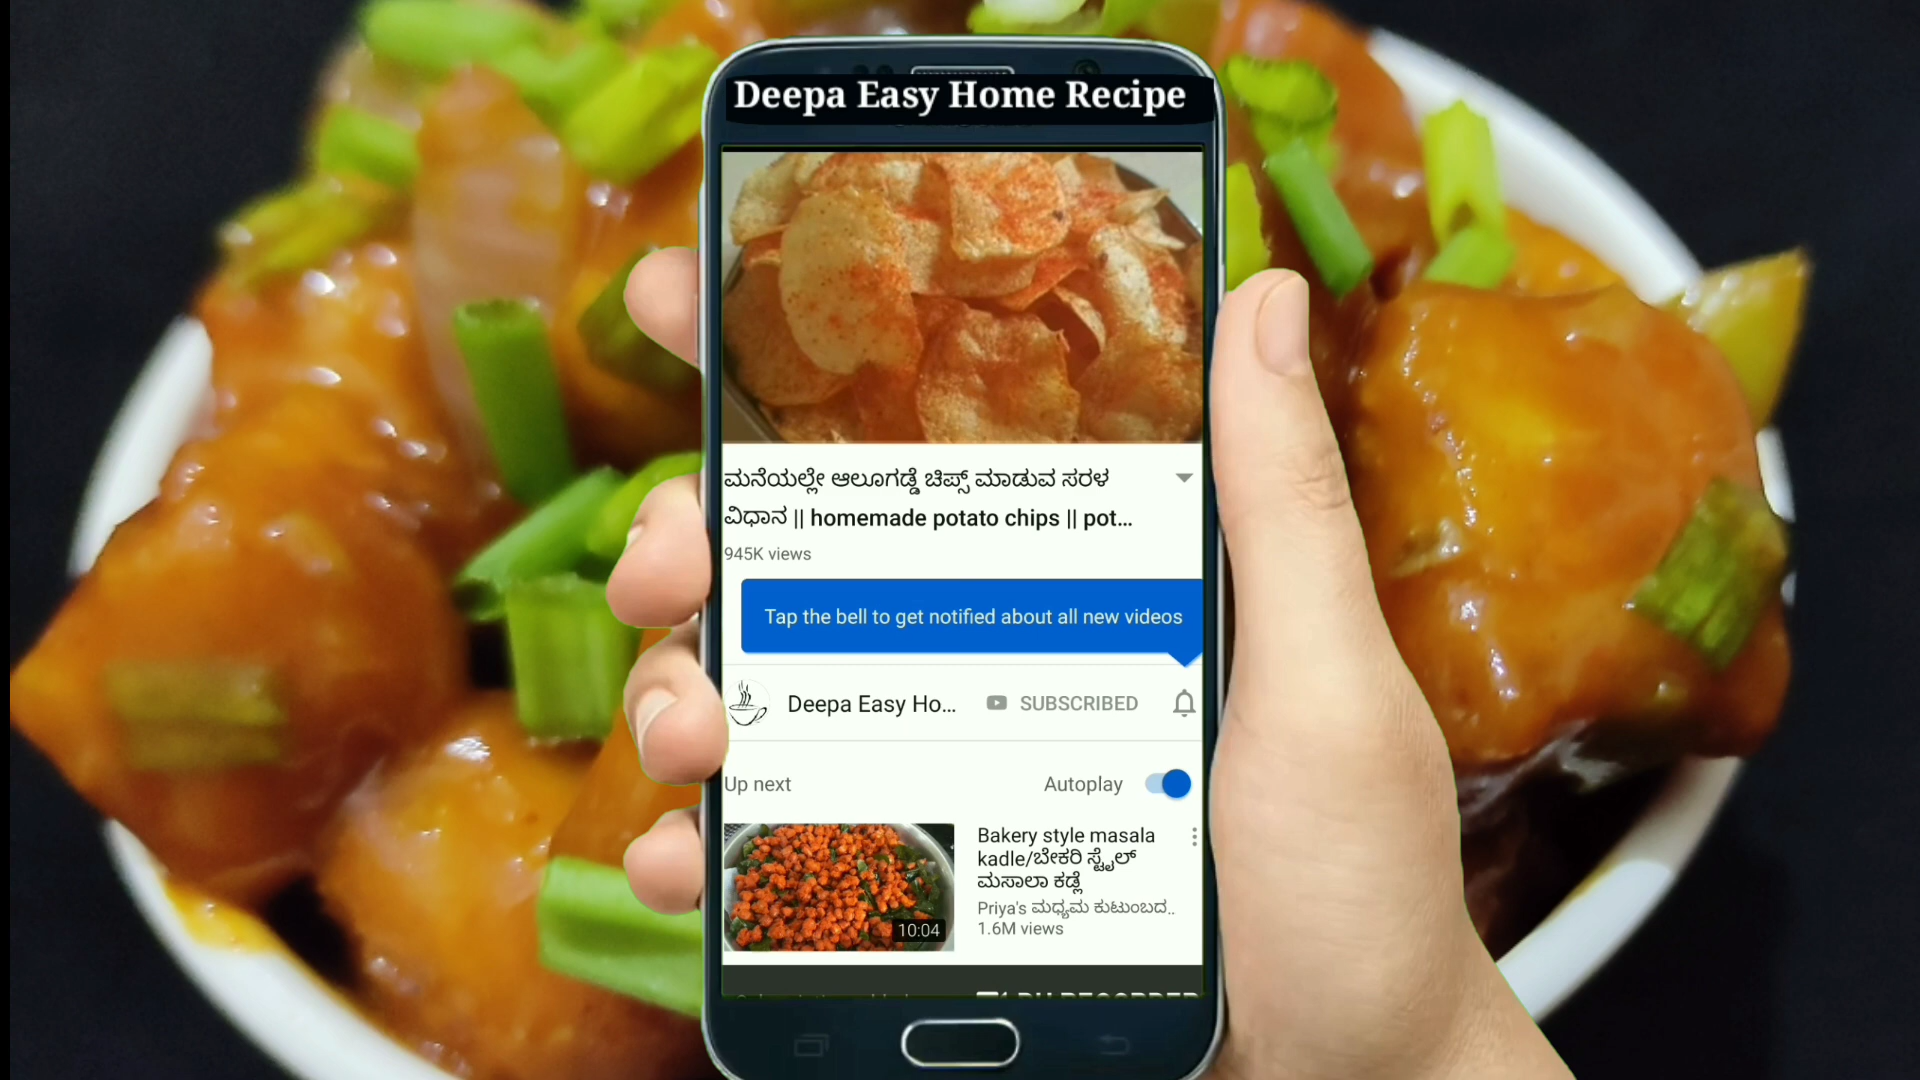 Deepa Easy Home Recipe
ಮನೆಯಲ್ಲೇ ಆಲೂಗಡ್ಡೆ ಚಿಪ್ಸ್ ಮಾಡುವ ಸರಳ
ವಿಧಾನ || homemade potato chips || pot...
945K views
Tap the bell to get notified about all new videos
Deepa Easy Ho...
SUBSCRIBED
Up next
Autoplay
Bakery style masala
kadle/ಬೇಕರಿ ಸ್ಟೈಲ್
ಮಸಾಲಾ ಕಡ್ಲೆ
Priya's ಮಧ್ಯಮ ಕುಟುಂಬದ..
1.6M views
10:04